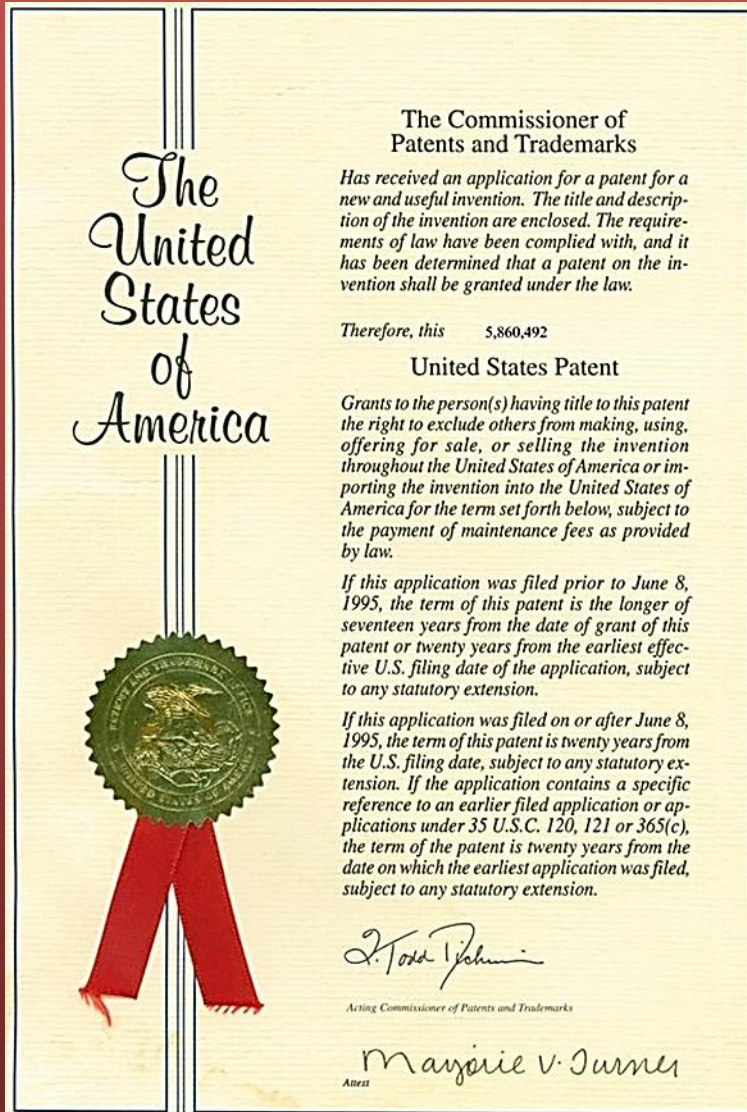 The
United
States
of
America
The Commissioner of
Patents and Trademarks
Has received an application for a patent for a
new and useful invention. The title and descrip-
tion of the invention are enclosed. The require-
ments of law have been complied with, and it
has been determined that a patent on the in-
vention shall be granted under the law.
Therefore, this 5,860,492
United States Patent
Grants to the person(s) having title to this patent
the right to exclude others from making, using,
offering for sale, or selling the invention
throughout the United States of America or im-
porting the invention into the United States of
America for the term set forth below, subject to
the payment of maintenance fees as provided
by law.
If this application was filed prior to June 8,
1995, the term of this patent is the longer of
seventeen years from the date of grant of this
patent or twenty years from the earliest effec-
tive U.S. filing date of the application, subject
to any statutory extension.
If this application was filed on or after June 8,
1995, the term of this patent is twenty years from
the U.S. filing date, subject to any statutory ex-
tension. If the application contains a specific
reference to an earlier filed application or ap-
plications under 35 U.S.C. 120, 121 or 365(c),
the term of the patent is twenty years from the
date on which the earliest application was filed,
subject to any statutory extension.
PATENT AND TRADEMARK OFFICE
UNITED STATES OF AMERICA
Q. Todd
Acting Commissioner of Patents and Trademarks
Marjorie V. Turner
Attest